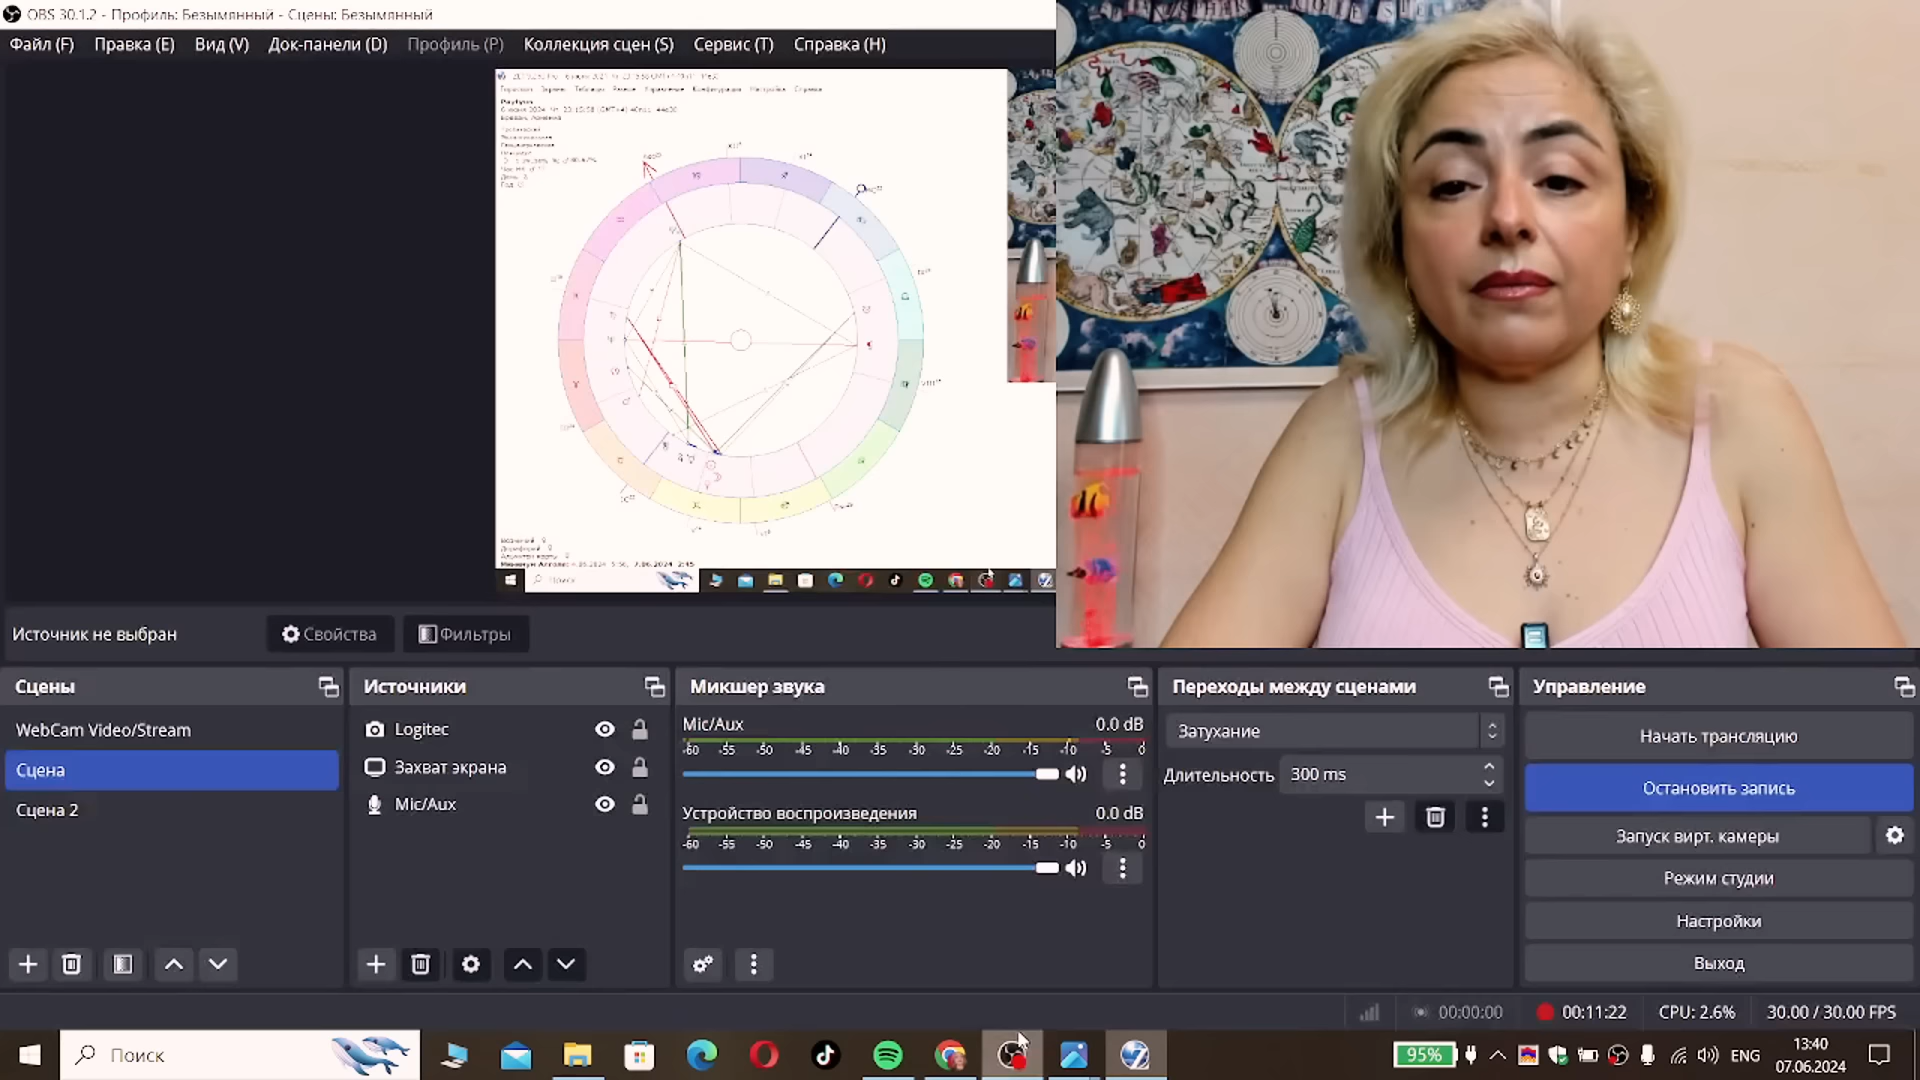 OBS 30.1.2 - Профиль: Безымянный - Сцены: Безымянный
Файл (F) Правка (E) Вид (V) Док-панели (D) Профиль (P) Коллекция сцен (S) Сервис (T) Справка (H)
Источник не выбран
Свойства
Фильтры
Сцены
WebCam Video/Stream
Сцена
Сцена 2
Источники
Logitec
Захват экрана
Mic/Aux
Микшер звука
Mic/Aux 0.0 dB
-60 -55 -50 -45 -40 -35 -30 -25 -20 -15 -10 -5 0
Устройство воспроизведения 0.0 dB
-60 -55 -50 -45 -40 -35 -30 -25 -20 -15 -10 -5 0
Переходы между сценами
Затухание
Длительность 300 ms
Управление
Начать трансляцию
Остановить запись
Запуск вирт. камеры
Режим студии
Настройки
Выход
00:00:00 00:11:22 CPU: 2.6% 30.00 / 30.00 FPS
Поиск
95%
ENG
13:40
07.06.2024